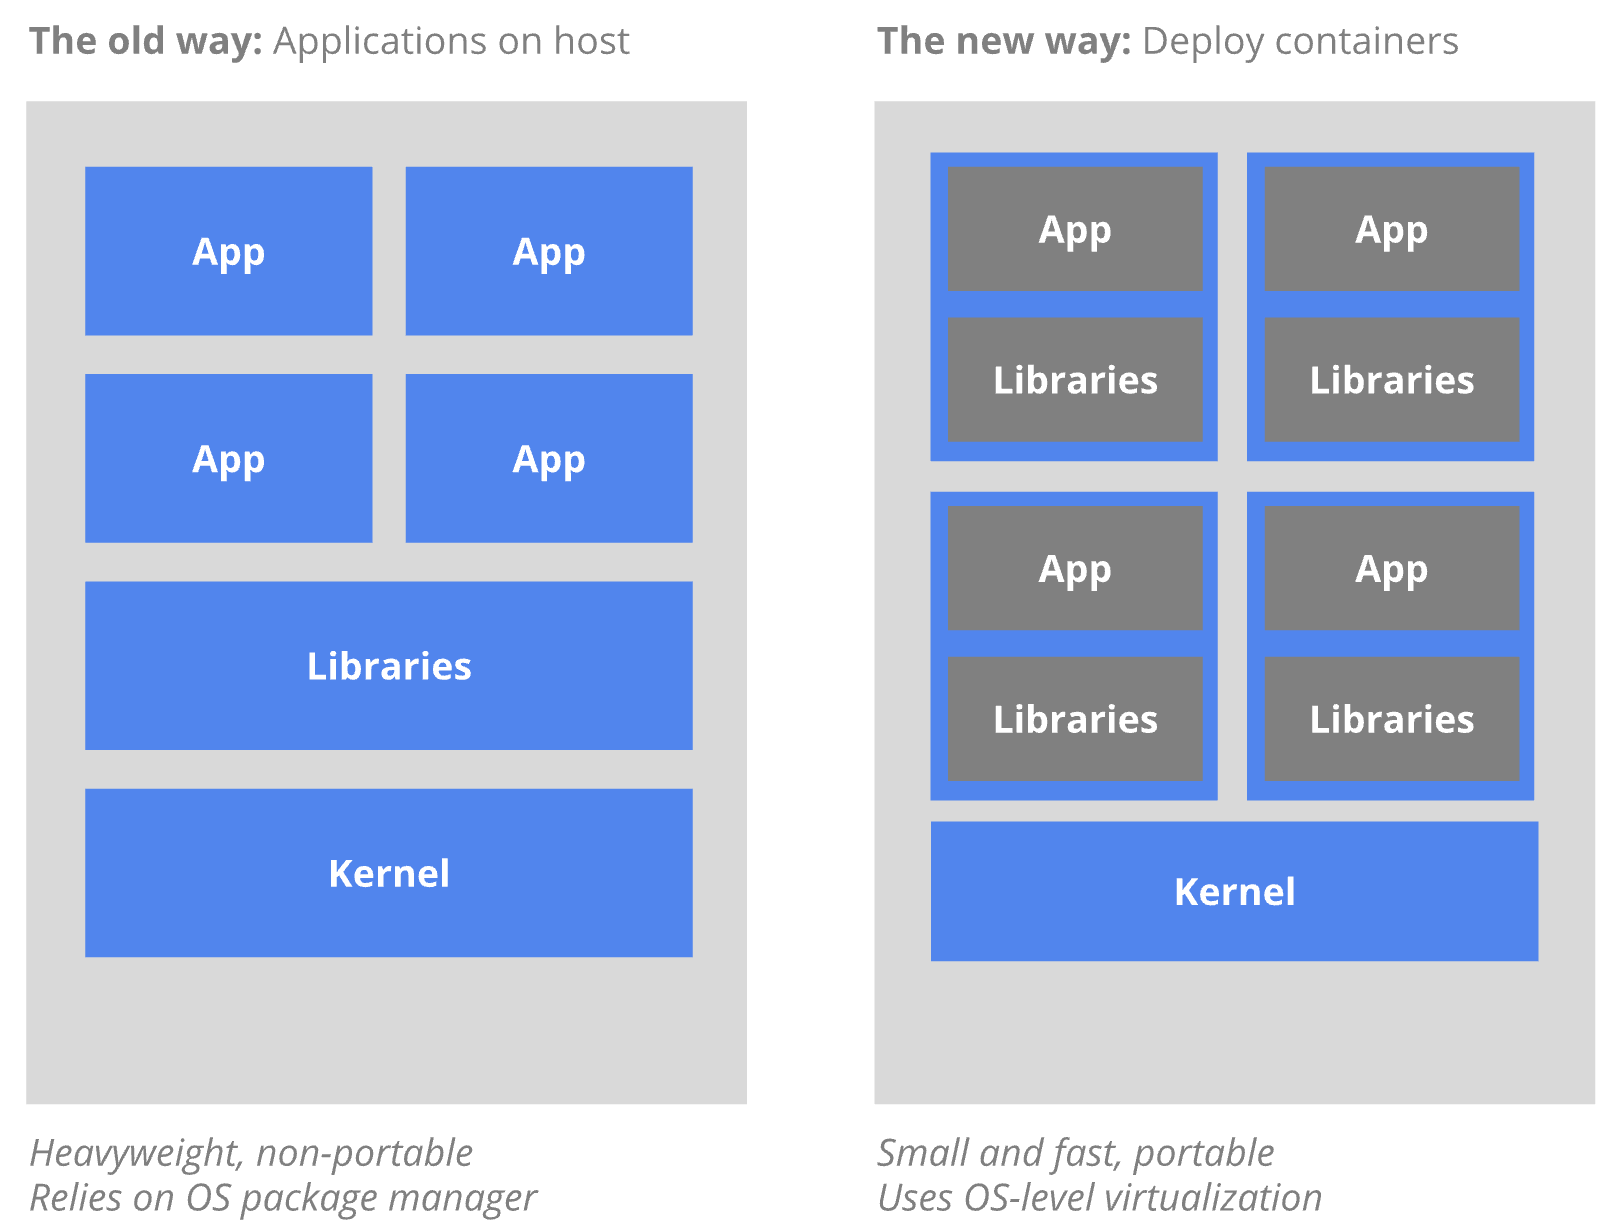 The old way: Applications on host
App App
App App
Libraries
Kernel
Heavyweight, non-portable
Relies on OS package manager
The new way: Deploy containers
App App
Libraries Libraries
App App
Libraries Libraries
Kernel
Small and fast, portable
Uses OS-level virtualization